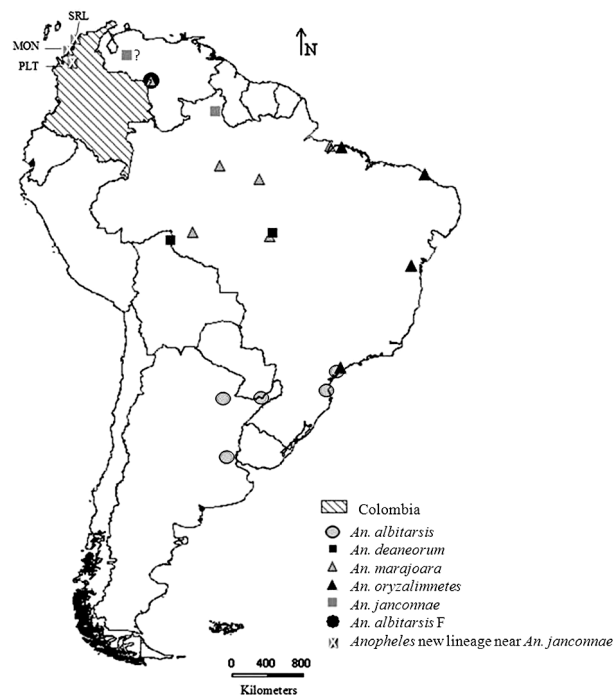 SRL
MON
PLT
?
N
Colombia
An. albitarsis
An. deaneorum
An. marajoara
An. oryzalimnetes
An. janconnae
An. albitarsis F
Anopheles new lineage near An. janconnae
0 400 800
Kilometers